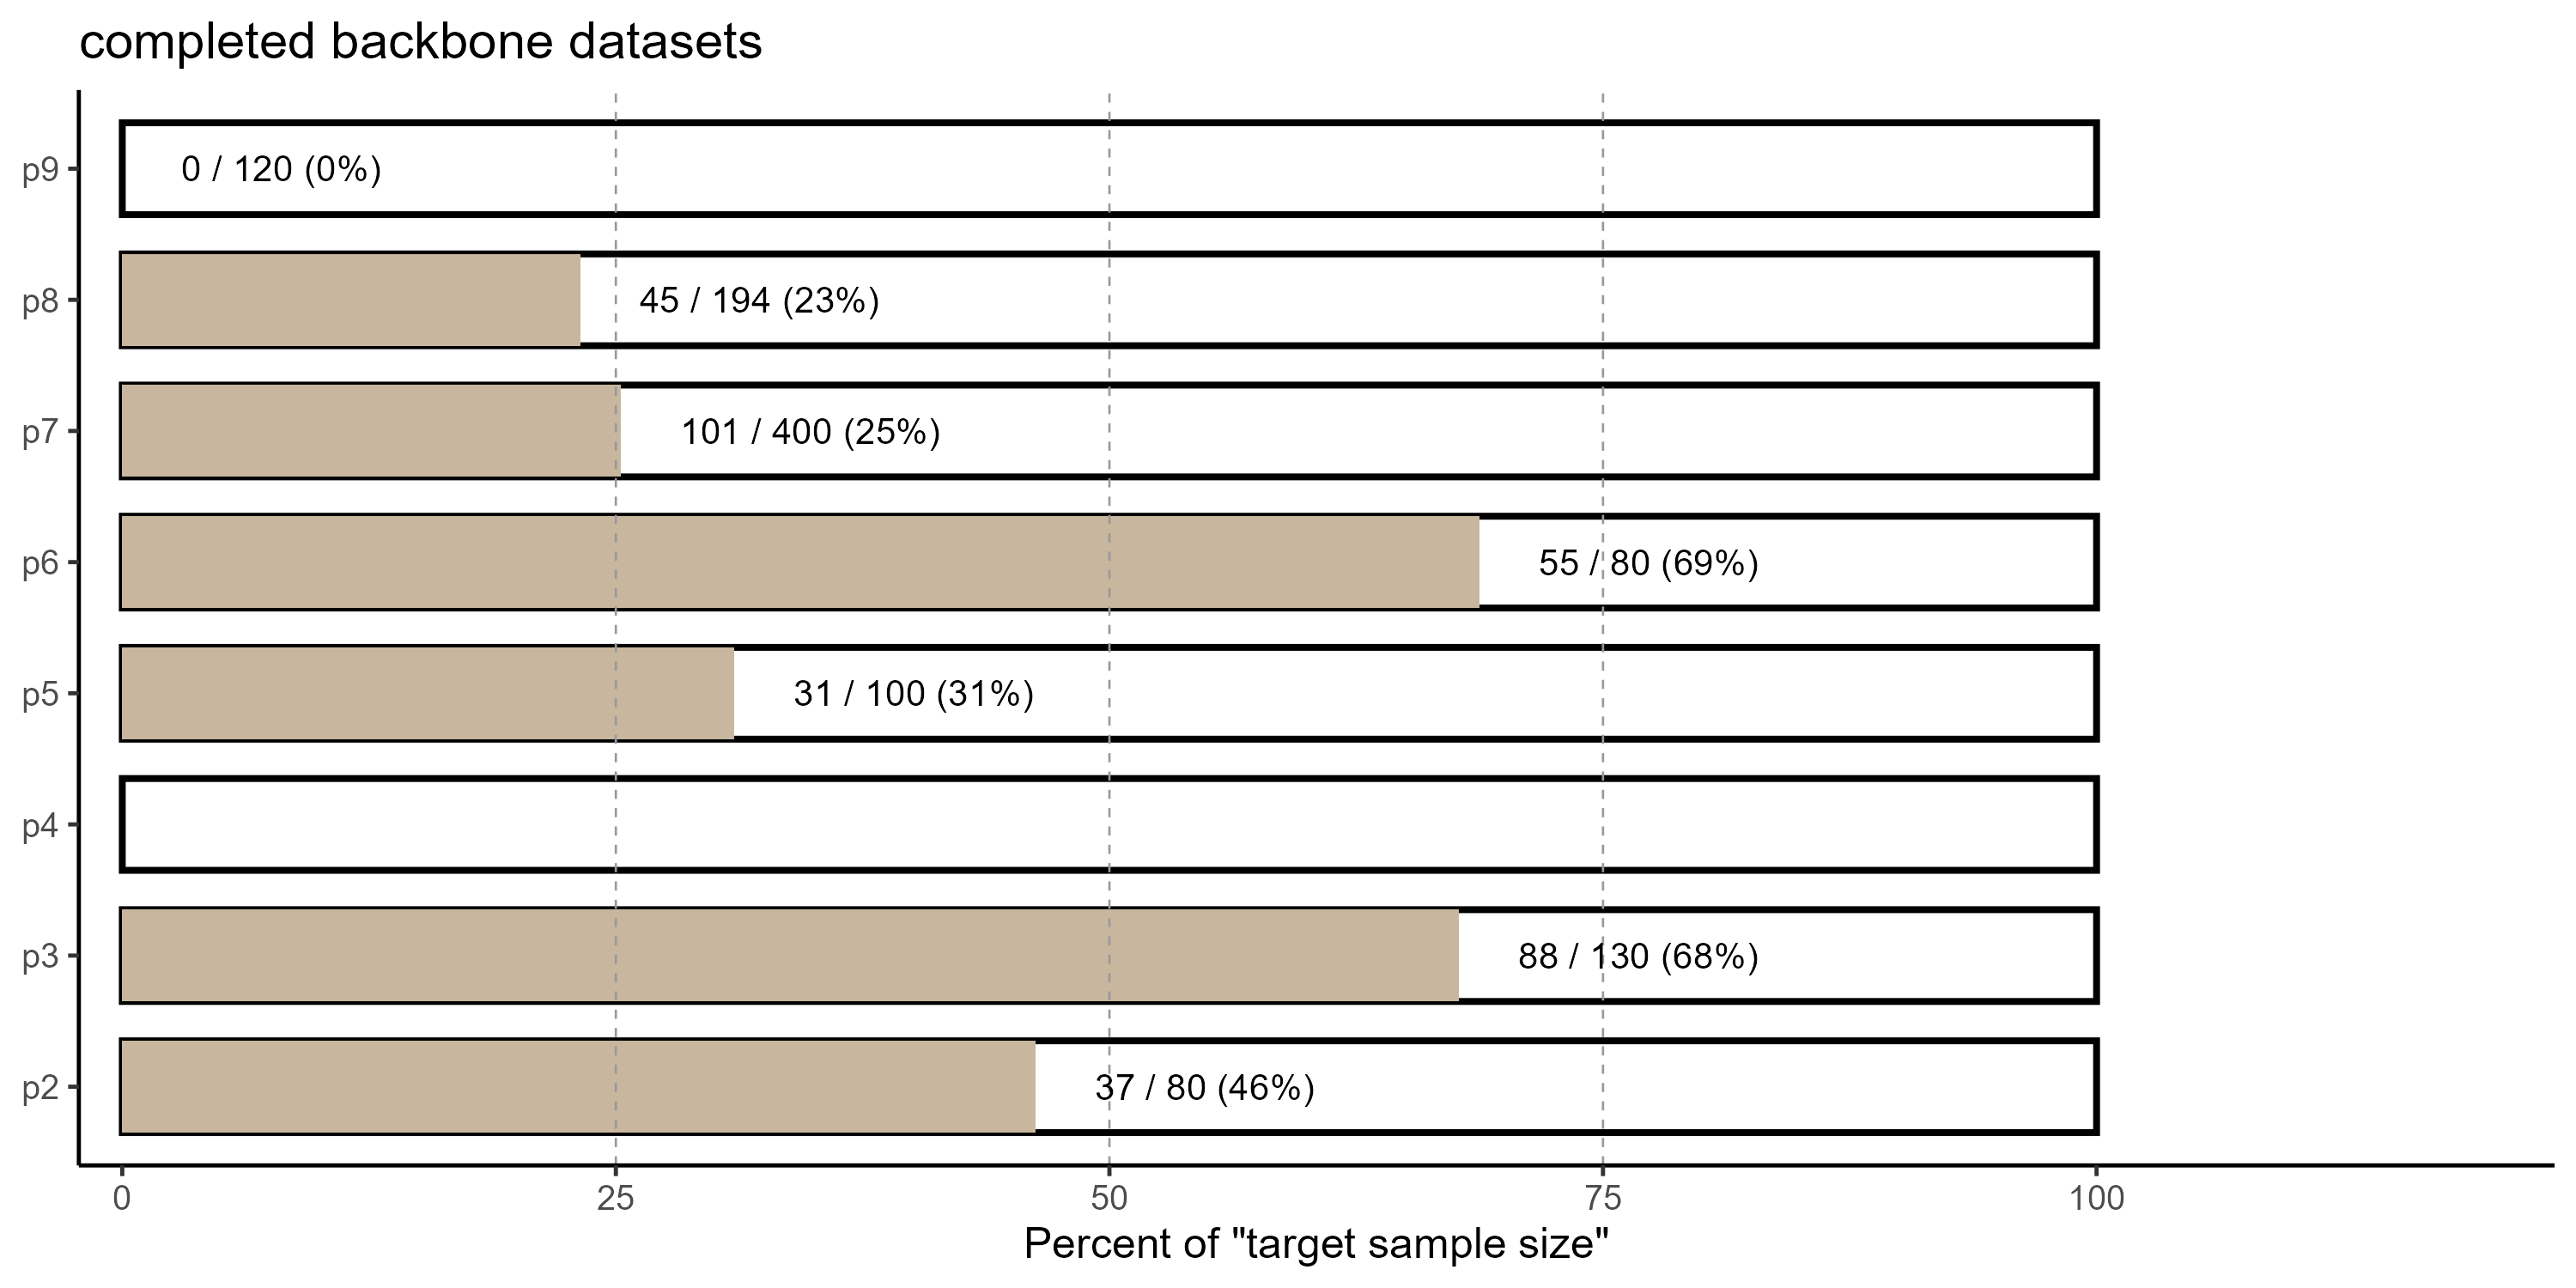 completed backbone datasets
p9 0 / 120 (0%)
p8 45 / 194 (23%)
p7 101 / 400 (25%)
p6 55 / 80 (69%)
p5 31 / 100 (31%)
p4
p3 88 / 130 (68%)
p2 37 / 80 (46%)
0 25 50 75 100
Percent of "target sample size"